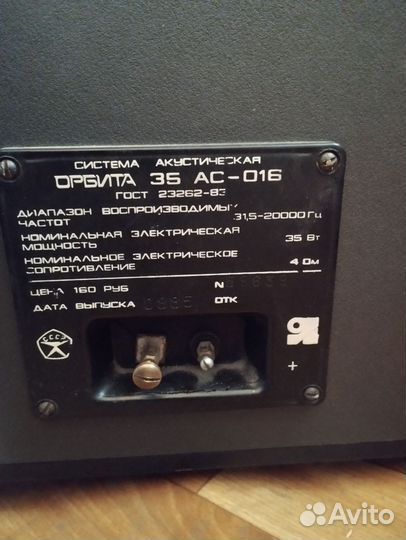 СИСТЕМА АКУСТИЧЕСКАЯ
ОРБИТА 35 АС-016
ГОСТ 23262-83
ДИАПАЗОН ВОСПРОИЗВОДИМЫХ
ЧАСТОТ 31,5-20000 Гц
НОМИНАЛЬНАЯ ЭЛЕКТРИЧЕСКАЯ
МОЩНОСТЬ 35 Вт
НОМИНАЛЬНОЕ ЭЛЕКТРИЧЕСКОЕ
СОПРОТИВЛЕНИЕ 4 Ом
ЦЕНА 160 РУБ N
ДАТА ВЫПУСКА ОТК
СССР
+
Avito